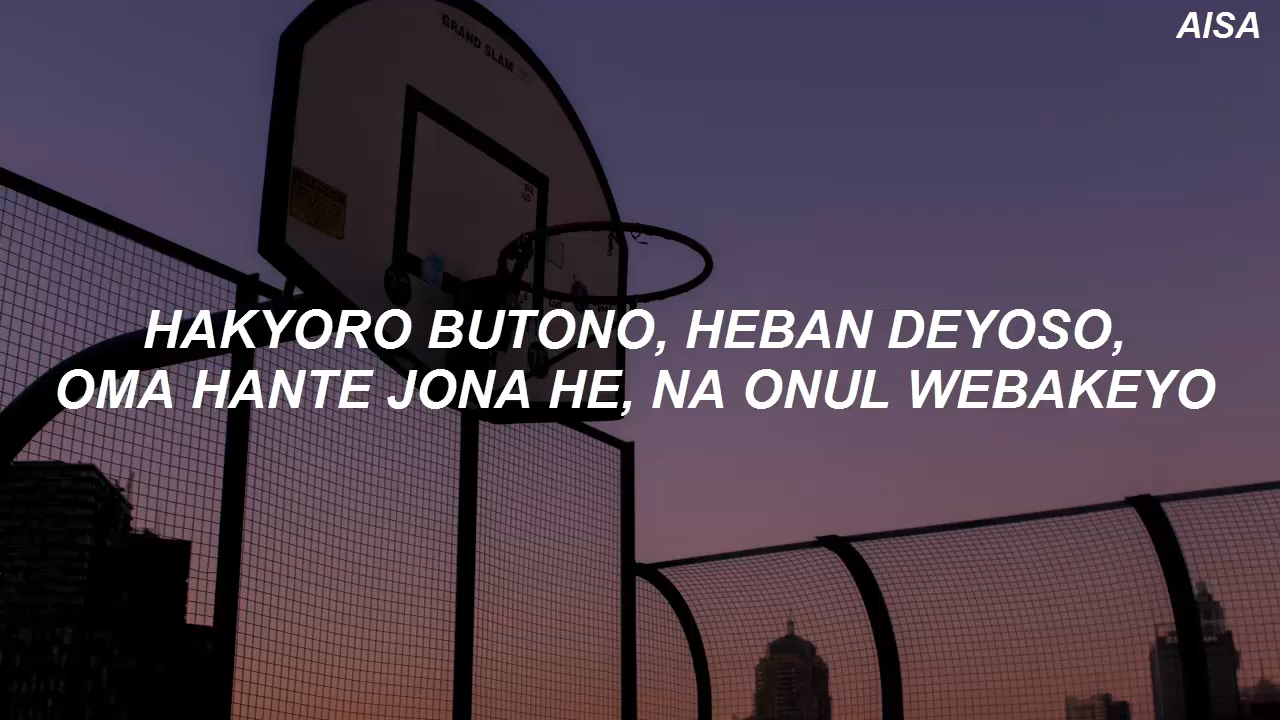 AISA
GRAND SLAM
HAKYORO BUTONO, HEBAN DEYOSO,
OMA HANTE JONA HE, NA ONUL WEBAKEYO